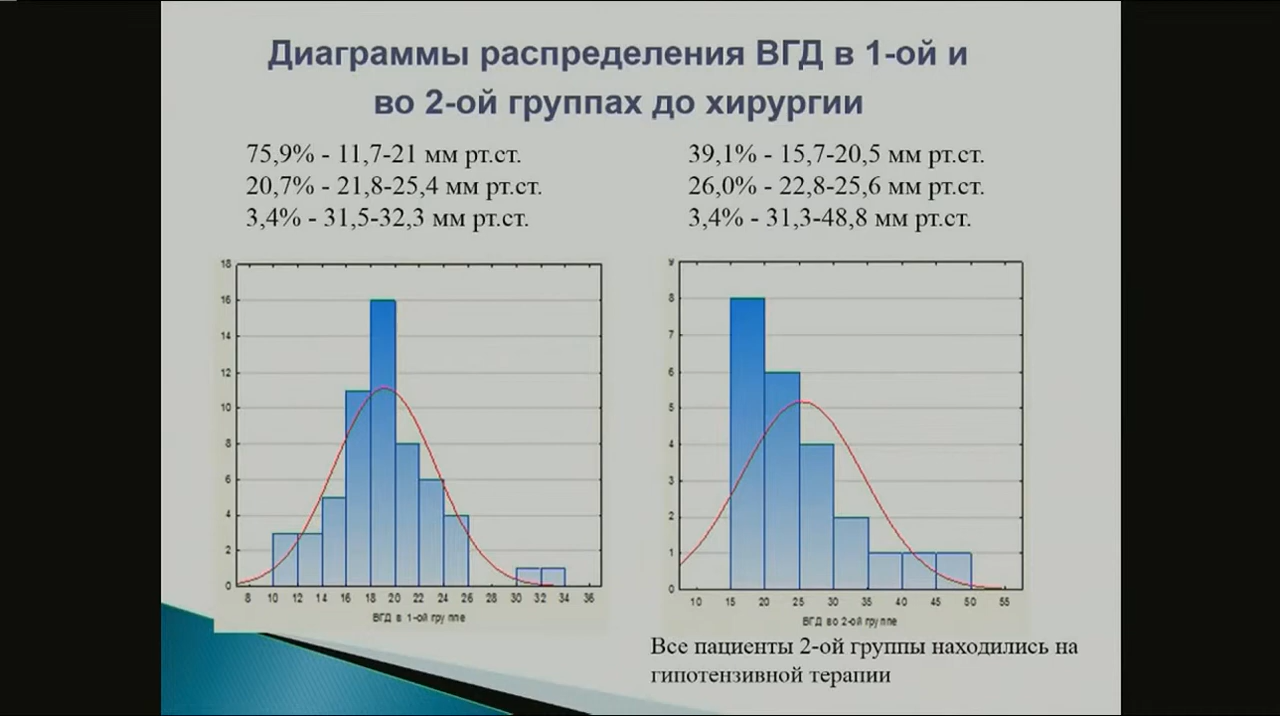 Диаграммы распределения ВГД в 1-ой и
во 2-ой группах до хирургии
75,9% - 11,7-21 мм рт.ст.
20,7% - 21,8-25,4 мм рт.ст.
3,4% - 31,5-32,3 мм рт.ст.
39,1% - 15,7-20,5 мм рт.ст.
26,0% - 22,8-25,6 мм рт.ст.
3,4% - 31,3-48,8 мм рт.ст.
18
16
14
12
10
8
6
4
2
0
8 10 12 14 16 18 20 22 24 26 28 30 32 34 36
ВГД в 1-ой группе
9
8
7
6
5
4
3
2
1
0
10 15 20 25 30 35 40 45 50 55
ВГД во 2-ой группе
Все пациенты 2-ой группы находились на
гипотензивной терапии